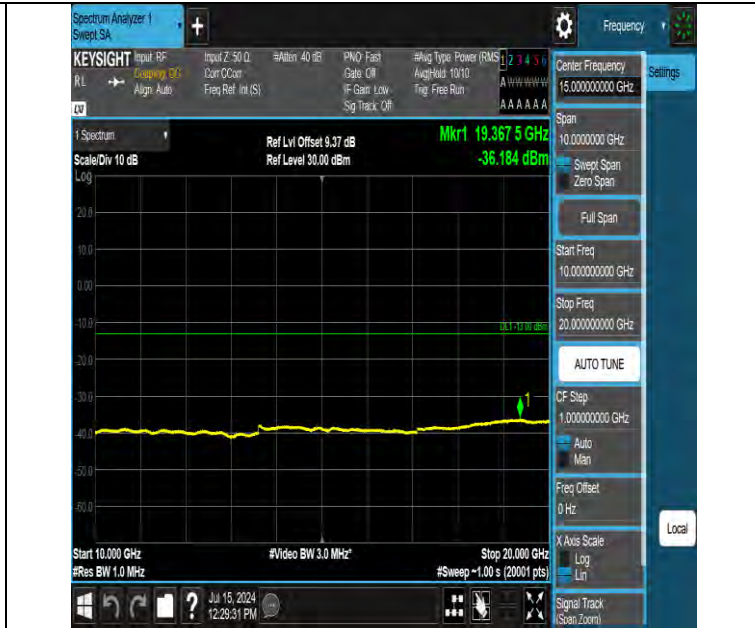 Spectrum Analyzer 1
Swept SA
+
Frequency
KEYSIGHT
RL
LXI
Input: RF
Coupling: DC
Align: Auto
Input Z: 50 Ω
Corr CCorr
Freq Ref: Int (S)
#Atten: 40 dB
PNO: Fast
Gate: Off
IF Gain: Low
Sig Track: Off
#Avg Type: Power (RMS
Avg|Hold: 10/10
Trig: Free Run
1 2 3 4 5 6
A W W W W W
A A A A A A
Settings
Center Frequency
15.000000000 GHz
Span
10.0000000 GHz
Swept Span
Zero Span
Full Span
Start Freq
10.000000000 GHz
Stop Freq
20.000000000 GHz
AUTO TUNE
CF Step
1.000000000 GHz
Auto
Man
Freq Offset
0 Hz
X Axis Scale
Log
Lin
Signal Track
(Span Zoom)
Local
1 Spectrum
Scale/Div 10 dB
Log
Ref Lvl Offset 9.37 dB
Ref Level 30.00 dBm
Mkr1 19.367 5 GHz
-36.184 dBm
20.0
10.0
0.00
-10.0
DL1 -13.00 dBm
-20.0
-30.0
1
-40.0
-50.0
-60.0
Start 10.000 GHz
#Res BW 1.0 MHz
#Video BW 3.0 MHz*
Stop 20.000 GHz
#Sweep ~1.00 s (20001 pts)
?
Jul 15, 2024
12:29:31 PM